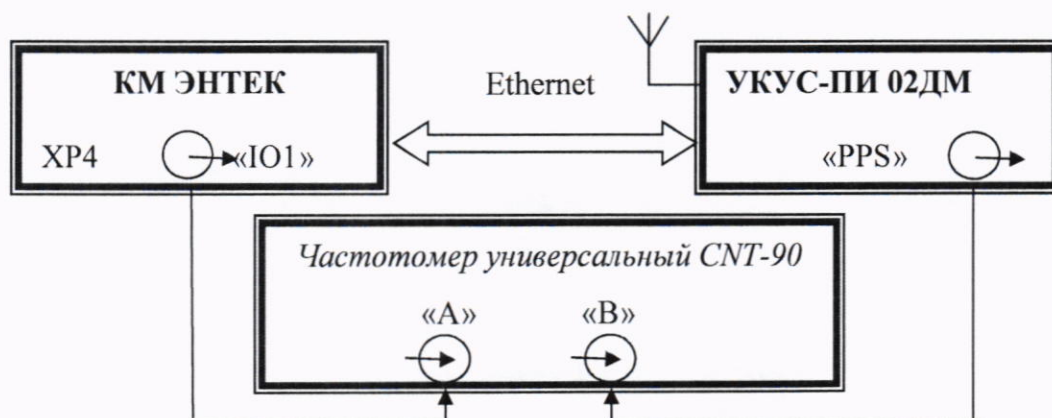 КМ ЭНТЕК
Ethernet
УКУС-ПИ 02ДМ
XP4 «IO1»
«PPS»
Частотомер универсальный CNT-90
«A» «B»